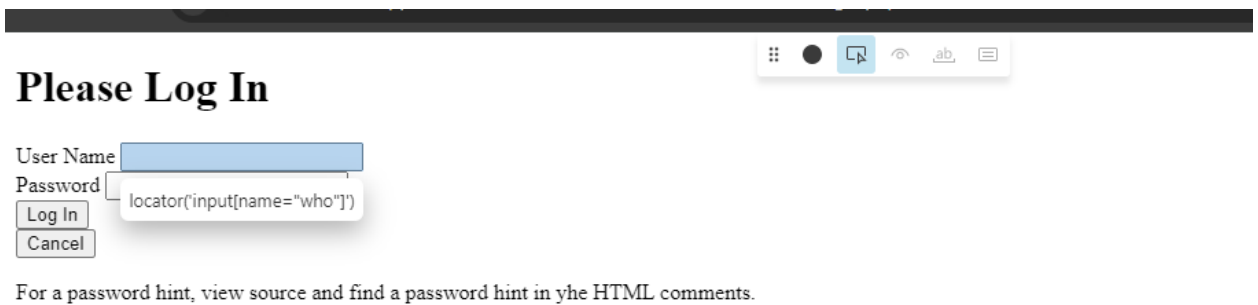 Please Log In
ab
User Name
Password
locator('input[name="who"]')
Log In
Cancel
For a password hint, view source and find a password hint in yhe HTML comments.